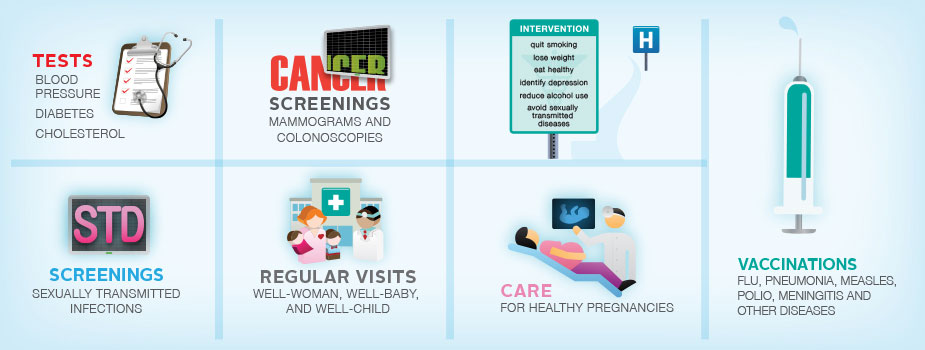 TESTS
BLOOD
PRESSURE
DIABETES
CHOLESTEROL
CANCER
SCREENINGS
MAMMOGRAMS AND
COLONOSCOPIES
INTERVENTION
quit smoking
lose weight
eat healthy
identify depression
reduce alcohol use
avoid sexually
transmitted
diseases
H
STD
SCREENINGS
SEXUALLY TRANSMITTED
INFECTIONS
REGULAR VISITS
WELL-WOMAN, WELL-BABY,
AND WELL-CHILD
CARE
FOR HEALTHY PREGNANCIES
VACCINATIONS
FLU, PNEUMONIA, MEASLES,
POLIO, MENINGITIS AND
OTHER DISEASES